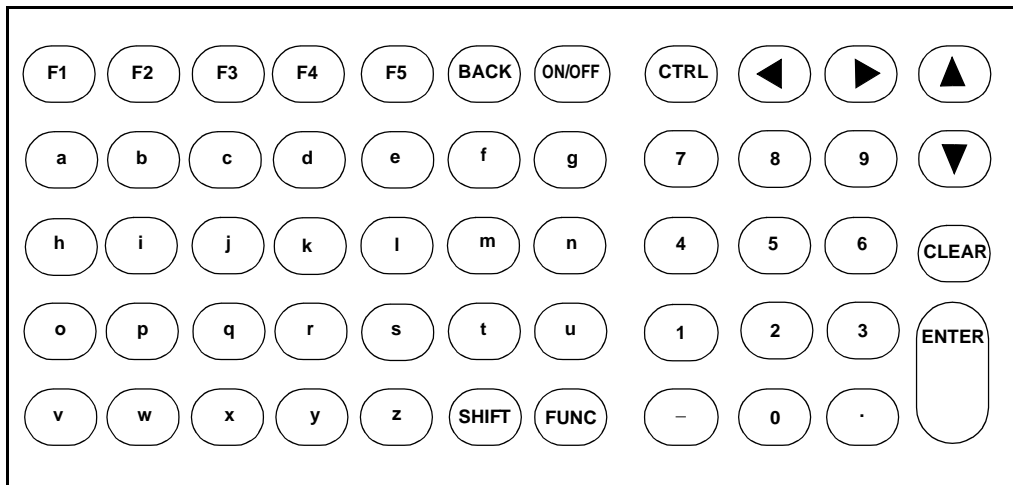 F1 F2 F3 F4 F5 BACK ON/OFF CTRL ◀ ▶ ▲
a b c d e f g 7 8 9 ▼
h i j k l m n 4 5 6 CLEAR
o p q r s t u 1 2 3 ENTER
v w x y z SHIFT FUNC – 0 .